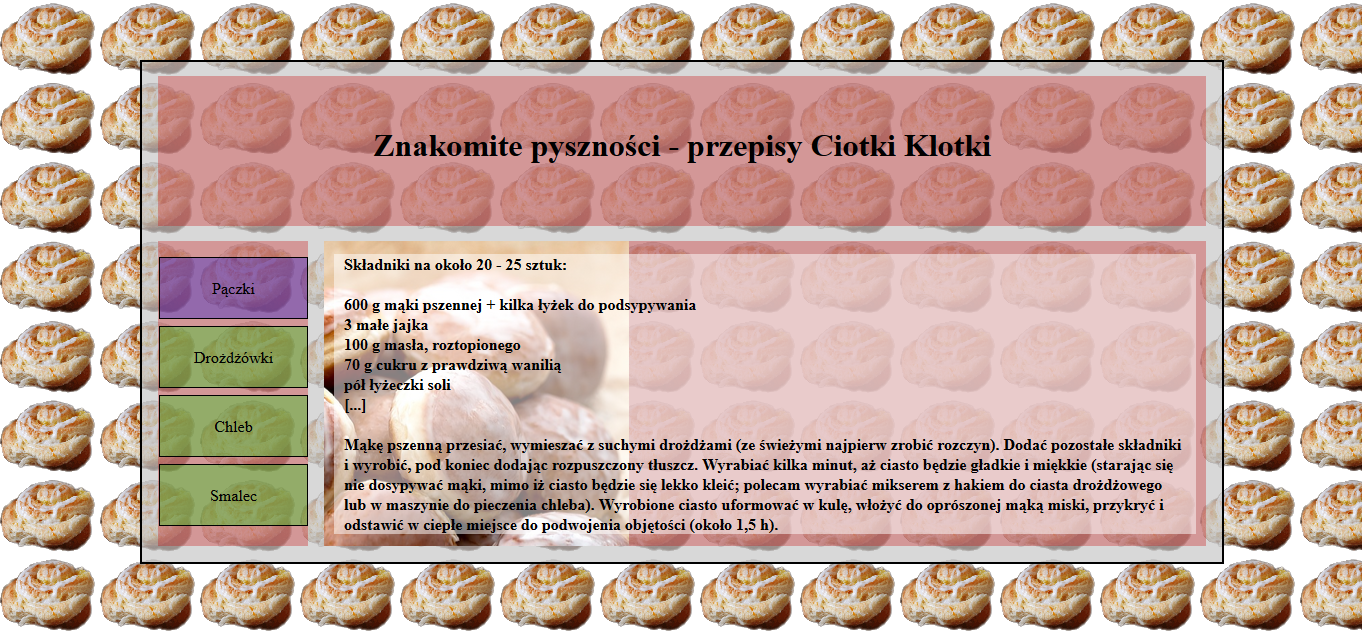 Znakomite pyszności - przepisy Ciotki Klotki
Pączki
Drożdżówki
Chleb
Smalec
Składniki na około 20 - 25 sztuk:
600 g mąki pszennej + kilka łyżek do podsypywania
3 małe jajka
100 g masła, roztopionego
70 g cukru z prawdziwą wanilią
pół łyżeczki soli
[...]
Mąkę pszenną przesiać, wymieszać z suchymi drożdżami (ze świeżymi najpierw zrobić rozczyn). Dodać pozostałe składniki
i wyrobić, pod koniec dodając rozpuszczony tłuszcz. Wyrabiać kilka minut, aż ciasto będzie gładkie i miękkie (starając się
nie dosypywać mąki, mimo iż ciasto będzie się lekko kleić; polecam wyrabiać mikserem z hakiem do ciasta drożdżowego
lub w maszynie do pieczenia chleba). Wyrobione ciasto uformować w kulę, włożyć do oprószonej mąką miski, przykryć i
odstawić w ciepłe miejsce do podwojenia objętości (około 1,5 h).